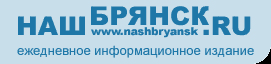 НАШ БРЯНСК.RU
www.nashbryansk.ru
ежедневное информационное издание